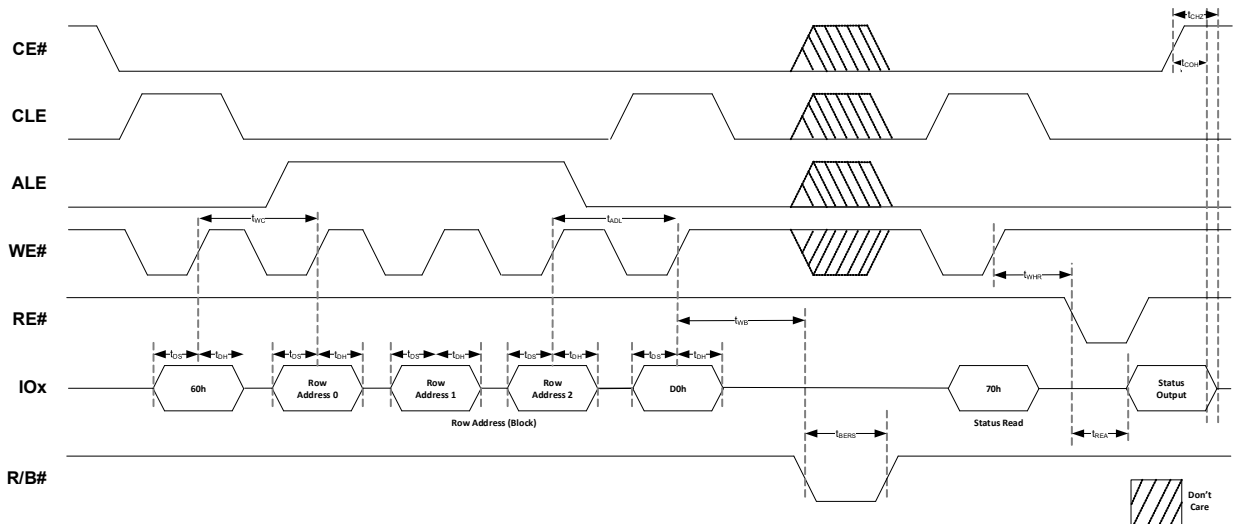 CE#
tCHZ
tCOH
CLE
ALE
WE#
tWC
tADL
tWHR
RE#
tWB
IOx
tDS
tDH
tDS
tDH
tDS
tDH
tDS
tDH
tDS
tDH
60h
Row
Address 0
Row
Address 1
Row
Address 2
D0h
70h
Status
Output
Row Address (Block)
Status Read
tBERS
tREA
R/B#
Don't
Care